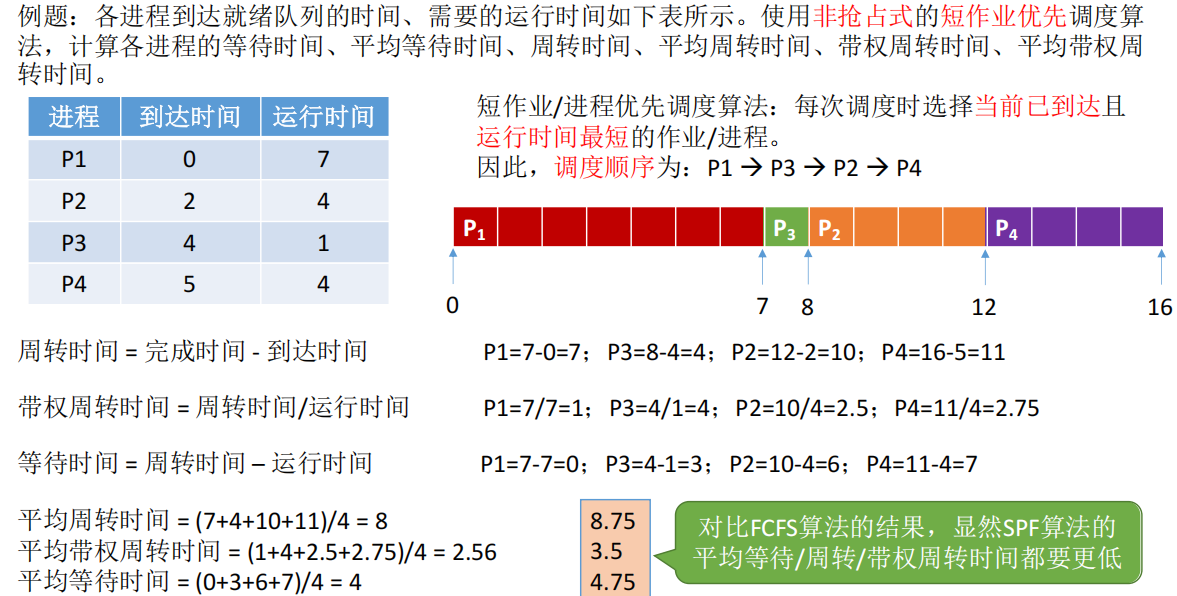 例题：各进程到达就绪队列的时间、需要的运行时间如下表所示。使用非抢占式的短作业优先调度算
法，计算各进程的等待时间、平均等待时间、周转时间、平均周转时间、带权周转时间、平均带权周
转时间。
进程 到达时间 运行时间
P1 0 7
P2 2 4
P3 4 1
P4 5 4
短作业/进程优先调度算法：每次调度时选择当前已到达且
运行时间最短的作业/进程。
因此，调度顺序为：P1 → P3 → P2 → P4
P1 P3 P2 P4
0 7 8 12 16
周转时间 = 完成时间 - 到达时间
P1=7-0=7；P3=8-4=4；P2=12-2=10；P4=16-5=11
带权周转时间 = 周转时间/运行时间
P1=7/7=1；P3=4/1=4；P2=10/4=2.5；P4=11/4=2.75
等待时间 = 周转时间 – 运行时间
P1=7-7=0；P3=4-1=3；P2=10-4=6；P4=11-4=7
平均周转时间 = (7+4+10+11)/4 = 8
平均带权周转时间 = (1+4+2.5+2.75)/4 = 2.56
平均等待时间 = (0+3+6+7)/4 = 4
8.75
3.5
4.75
对比FCFS算法的结果，显然SPF算法的
平均等待/周转/带权周转时间都要更低